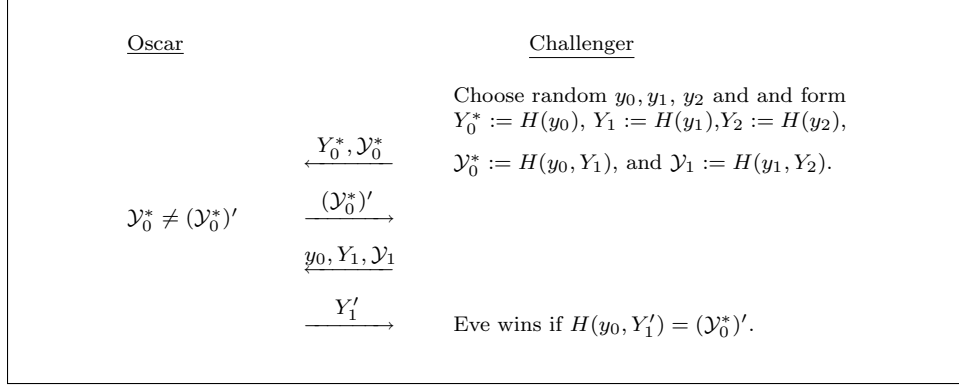 Oscar Challenger
Choose random y₀, y₁, y₂ and and form
Y₀* := H(y₀), Y₁ := H(y₁),Y₂ := H(y₂),
Y₀*, 𝒴₀* 𝒴₀* := H(y₀, Y₁), and 𝒴₁ := H(y₁, Y₂).
𝒴₀* ≠ (𝒴₀*)′ (𝒴₀*)′
y₀, Y₁, 𝒴₁
Y₁′ Eve wins if H(y₀, Y₁′) = (𝒴₀*)′.